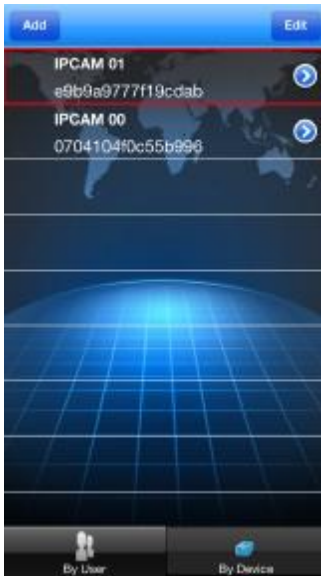 Add
Edit
IPCAM 01
e9b9a9777f19cdab
IPCAM 00
0704104f0c55b996
By User
By Device